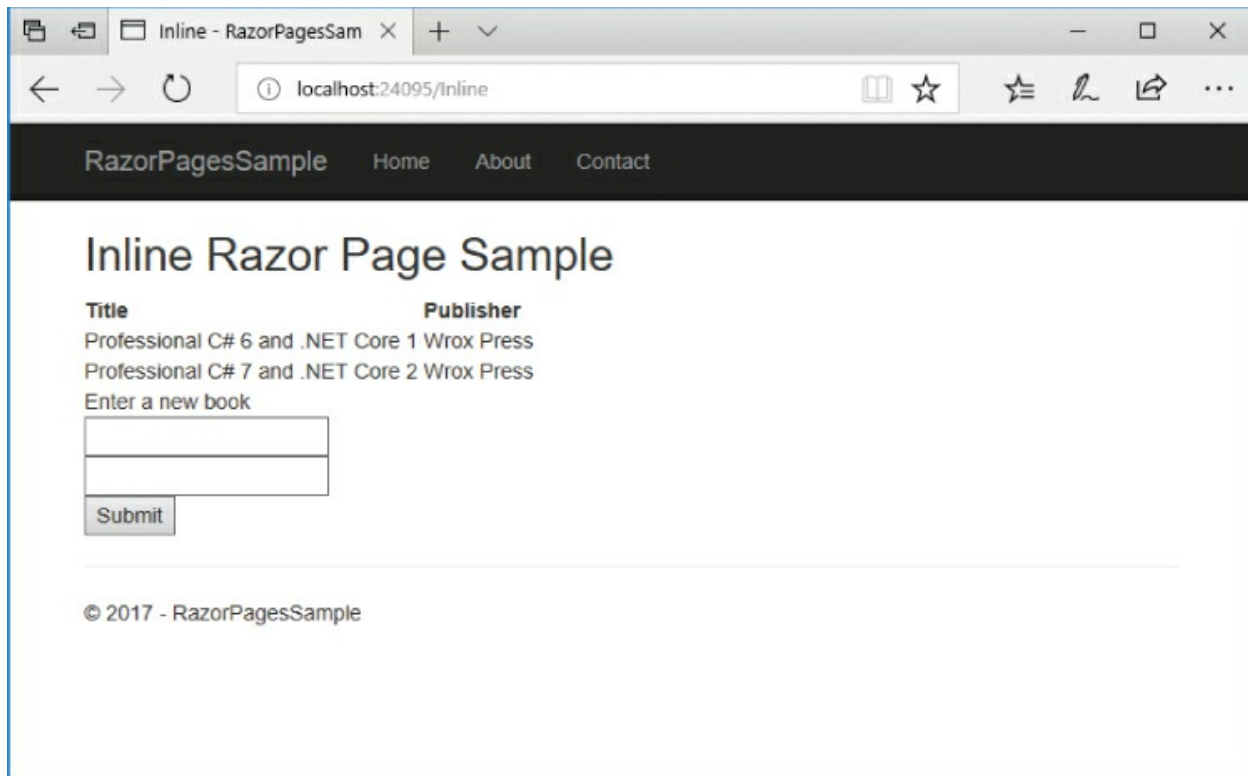 Inline - RazorPagesSam
localhost:24095/Inline
RazorPagesSample Home About Contact
Inline Razor Page Sample
Title Publisher
Professional C# 6 and .NET Core 1 Wrox Press
Professional C# 7 and .NET Core 2 Wrox Press
Enter a new book
Submit
© 2017 - RazorPagesSample